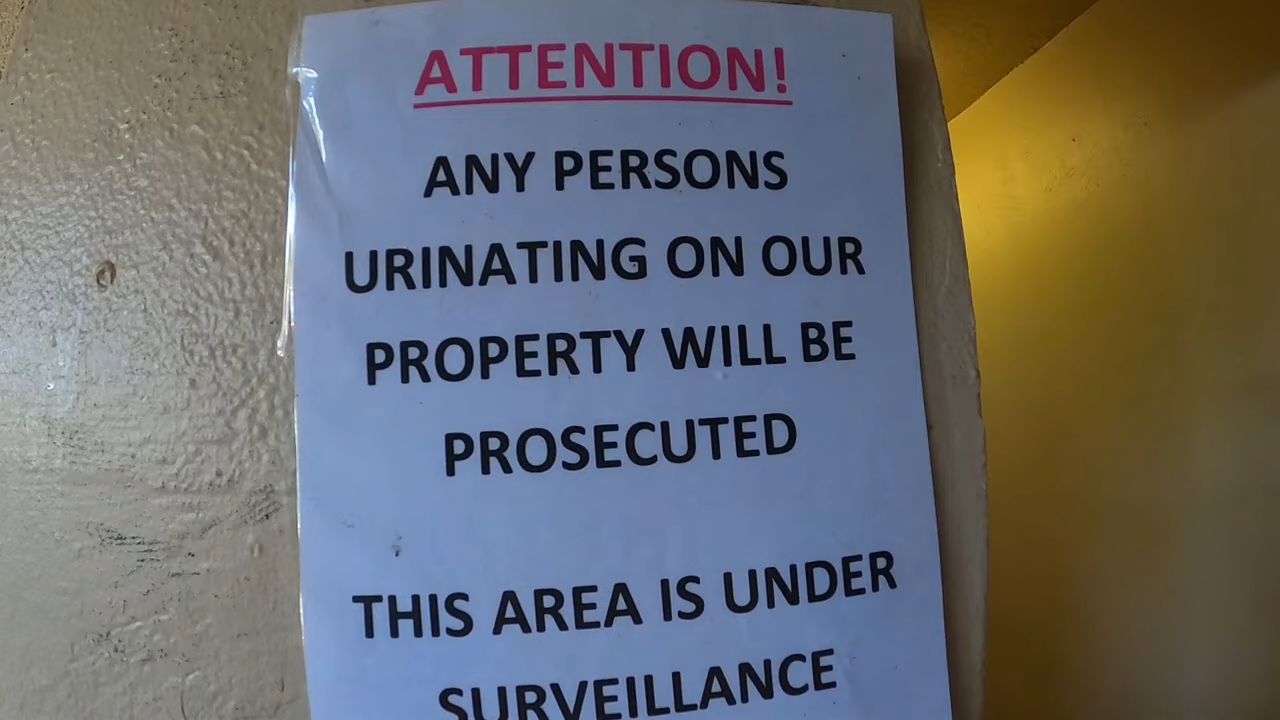 ATTENTION!
ANY PERSONS
URINATING ON OUR
PROPERTY WILL BE
PROSECUTED
THIS AREA IS UNDER
SURVEILLANCE